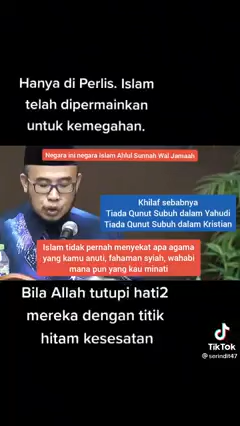 Hanya di Perlis. Islam
telah dipermainkan
untuk kemegahan.
Negara ini negara Islam Ahlul Sunnah Wal Jamaah
Khilaf sebabnya
Tiada Qunut Subuh dalam Yahudi
Tiada Qunut Subuh dalam Kristian
Islam tidak pernah menyekat apa agama
yang kamu anuti, fahaman syiah, wahabi
mana pun yang kau minati
Bila Allah tutupi hati2
mereka dengan titik
hitam kesesatan
TikTok
@serindit47